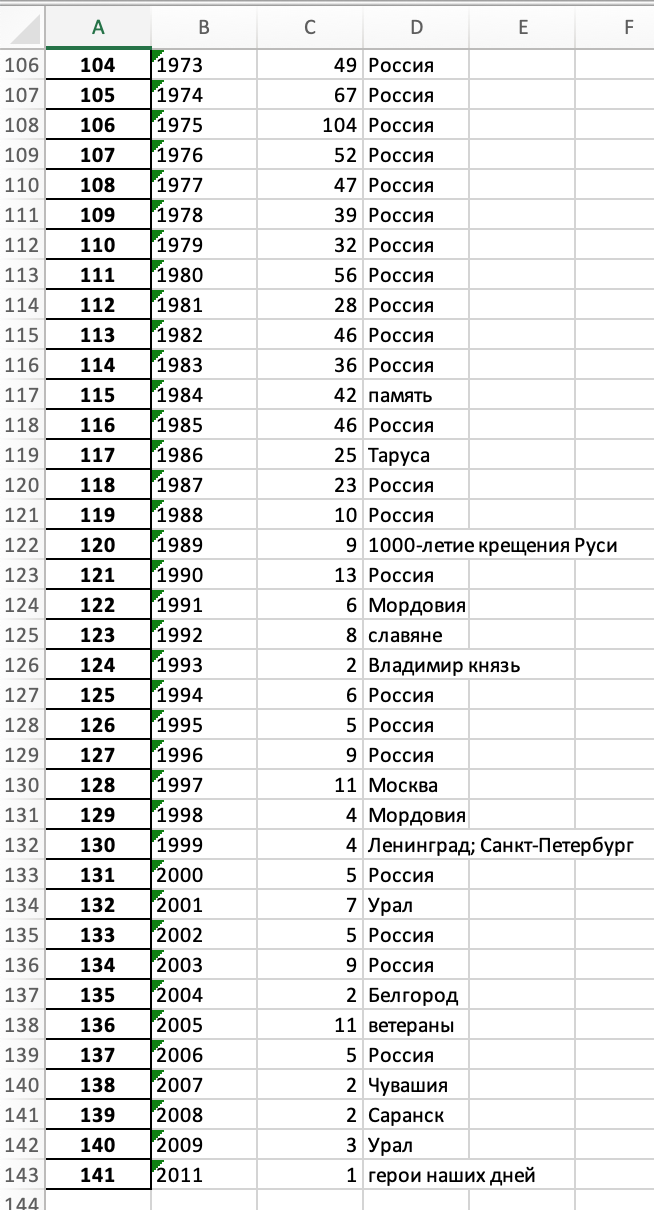 A B C D E F
106 104 1973 49 Россия
107 105 1974 67 Россия
108 106 1975 104 Россия
109 107 1976 52 Россия
110 108 1977 47 Россия
111 109 1978 39 Россия
112 110 1979 32 Россия
113 111 1980 56 Россия
114 112 1981 28 Россия
115 113 1982 46 Россия
116 114 1983 36 Россия
117 115 1984 42 память
118 116 1985 46 Россия
119 117 1986 25 Таруса
120 118 1987 23 Россия
121 119 1988 10 Россия
122 120 1989 9 1000-летие крещения Руси
123 121 1990 13 Россия
124 122 1991 6 Мордовия
125 123 1992 8 славяне
126 124 1993 2 Владимир князь
127 125 1994 6 Россия
128 126 1995 5 Россия
129 127 1996 9 Россия
130 128 1997 11 Москва
131 129 1998 4 Мордовия
132 130 1999 4 Ленинград; Санкт-Петербург
133 131 2000 5 Россия
134 132 2001 7 Урал
135 133 2002 5 Россия
136 134 2003 9 Россия
137 135 2004 2 Белгород
138 136 2005 11 ветераны
139 137 2006 5 Россия
140 138 2007 2 Чувашия
141 139 2008 2 Саранск
142 140 2009 3 Урал
143 141 2011 1 герои наших дней
144